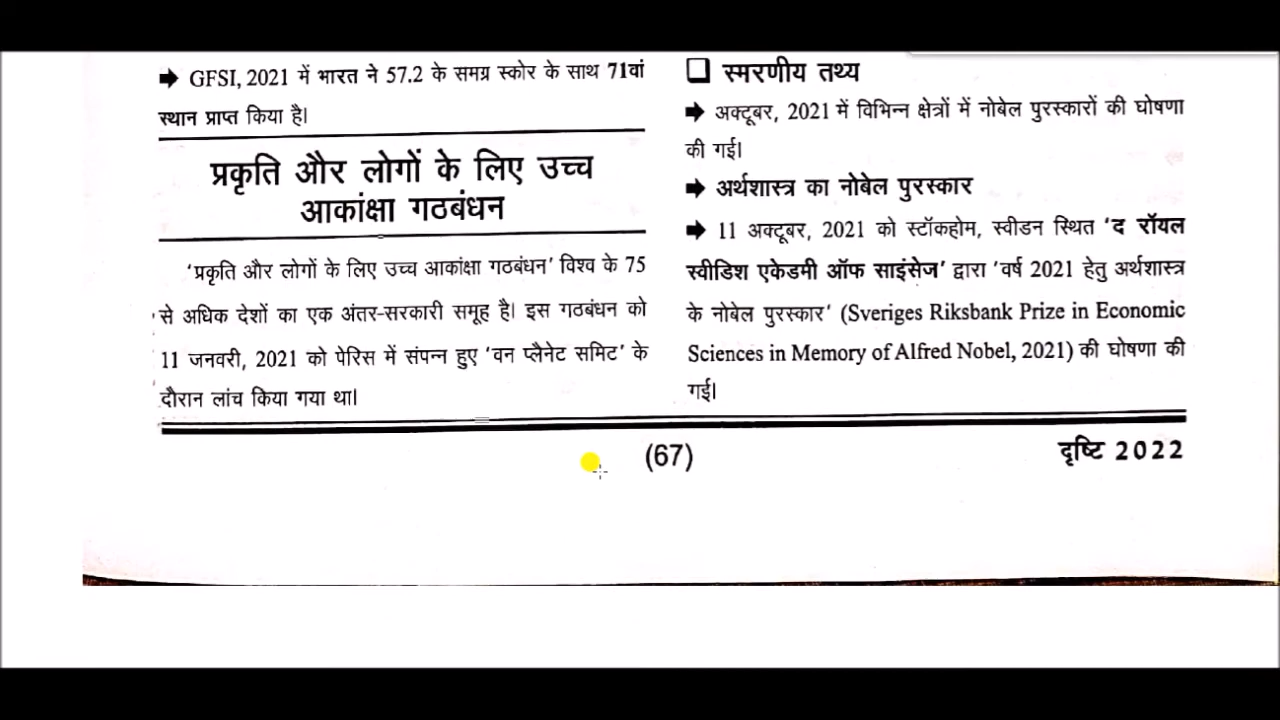 ➡ GFSI, 2021 में भारत ने 57.2 के समग्र स्कोर के साथ 71वां
स्थान प्राप्त किया है।
प्रकृति और लोगों के लिए उच्च
आकांक्षा गठबंधन
'प्रकृति और लोगों के लिए उच्च आकांक्षा गठबंधन' विश्व के 75
से अधिक देशों का एक अंतर-सरकारी समूह है। इस गठबंधन को
11 जनवरी, 2021 को पेरिस में संपन्न हुए 'वन प्लैनेट समिट' के
दौरान लांच किया गया था।
❑ स्मरणीय तथ्य
➡ अक्टूबर, 2021 में विभिन्न क्षेत्रों में नोबेल पुरस्कारों की घोषणा
की गई।
➡ अर्थशास्त्र का नोबेल पुरस्कार
➡ 11 अक्टूबर, 2021 को स्टॉकहोम, स्वीडन स्थित 'द रॉयल
स्वीडिश एकेडमी ऑफ साइंसेज' द्वारा 'वर्ष 2021 हेतु अर्थशास्त्र
के नोबेल पुरस्कार' (Sveriges Riksbank Prize in Economic
Sciences in Memory of Alfred Nobel, 2021) की घोषणा की
गई।
(67)
दृष्टि 2022